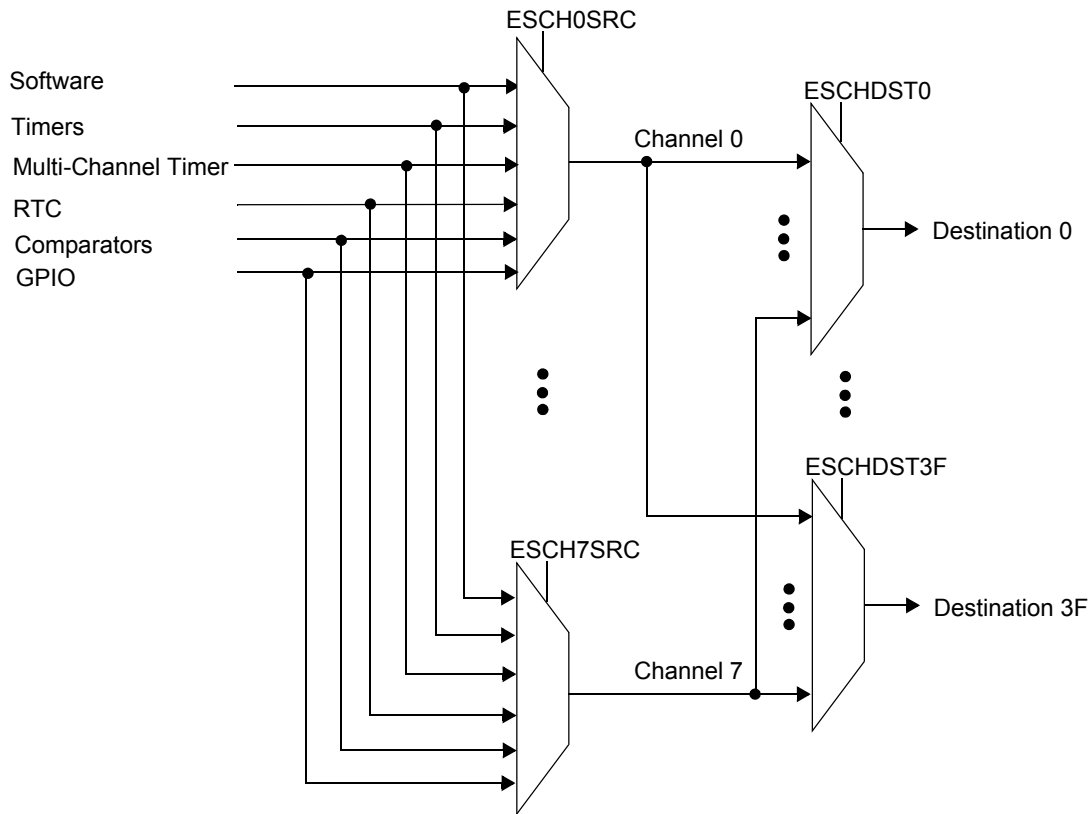 ESCH0SRC
Software
Timers
Multi-Channel Timer
RTC
Comparators
GPIO
ESCHDST0
Channel 0
Destination 0
ESCHDST3F
ESCH7SRC
Channel 7
Destination 3F